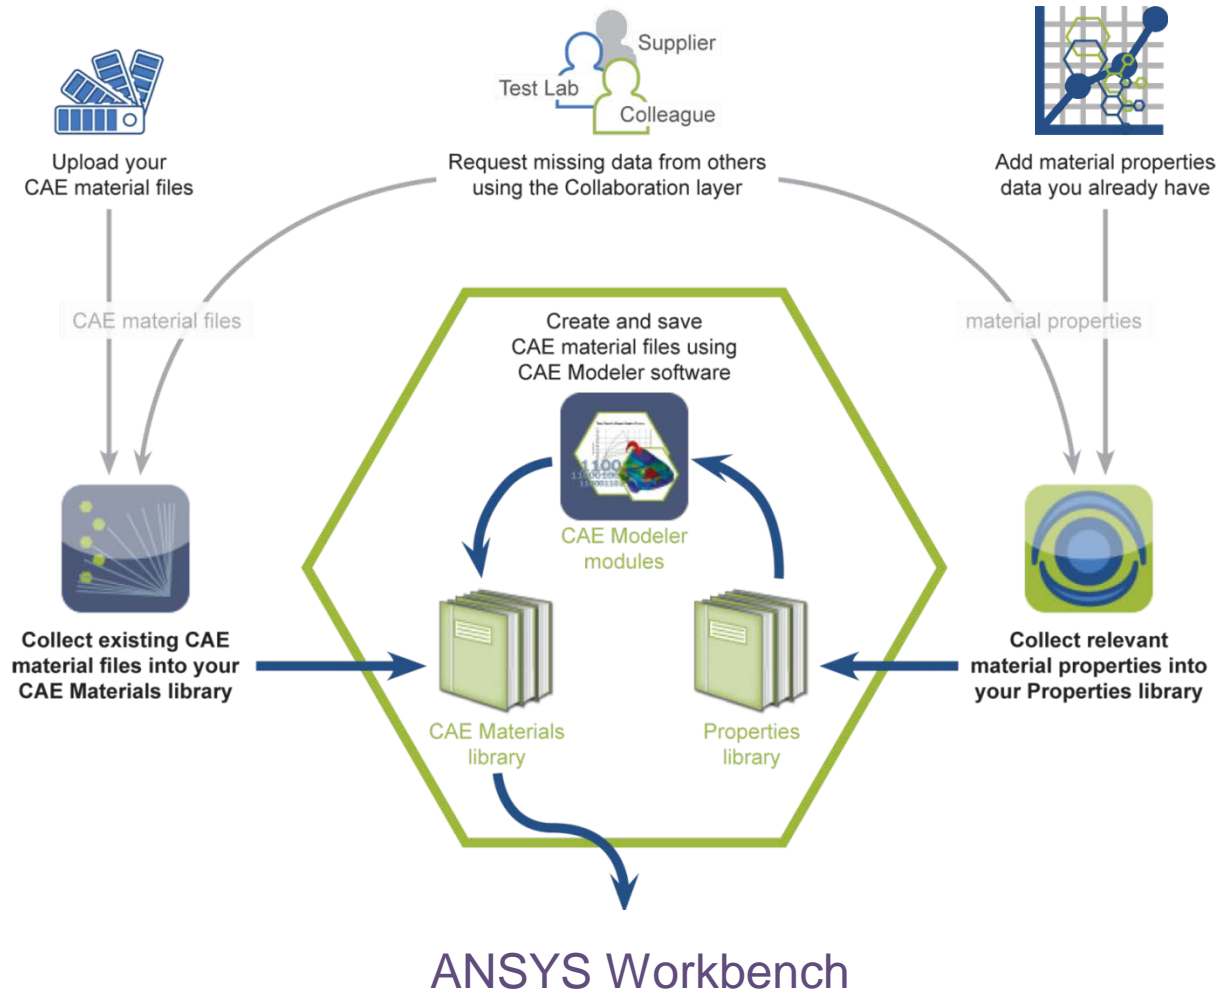 Supplier
Test Lab
Colleague
Upload your
CAE material files
Request missing data from others
using the Collaboration layer
Add material properties
data you already have
CAE material files
material properties
Create and save
CAE material files using
CAE Modeler software
1100
CAE Modeler
modules
Collect existing CAE
material files into your
CAE Materials library
Collect relevant
material properties into
your Properties library
CAE Materials
library
Properties
library
ANSYS Workbench